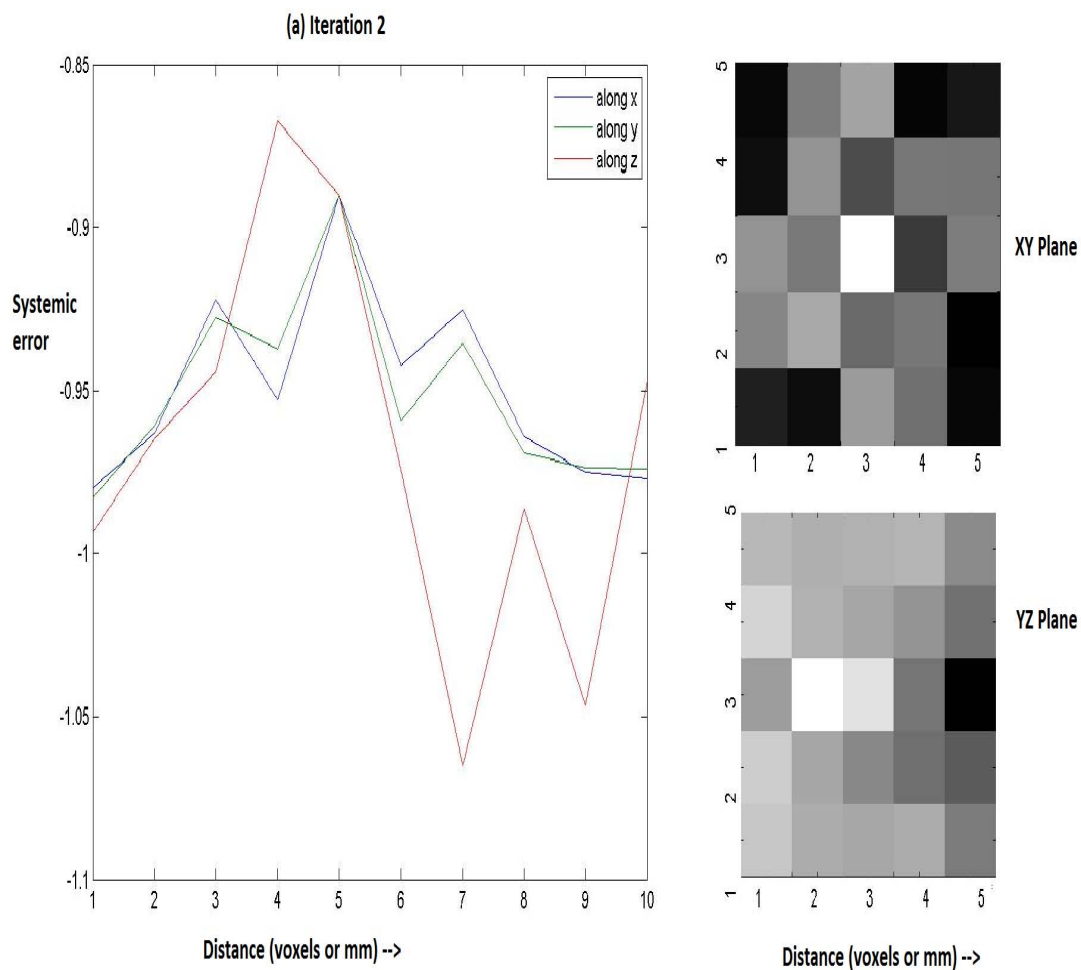 (a) Iteration 2
-0.85
-0.9
-0.95
-1
-1.05
-1.1
Systemic
error
along x
along y
along z
1 2 3 4 5 6 7 8 9 10
Distance (voxels or mm) -->
5
4
3
2
1
1 2 3 4 5
XY Plane
5
4
3
2
1
1 2 3 4 5
YZ Plane
Distance (voxels or mm) -->